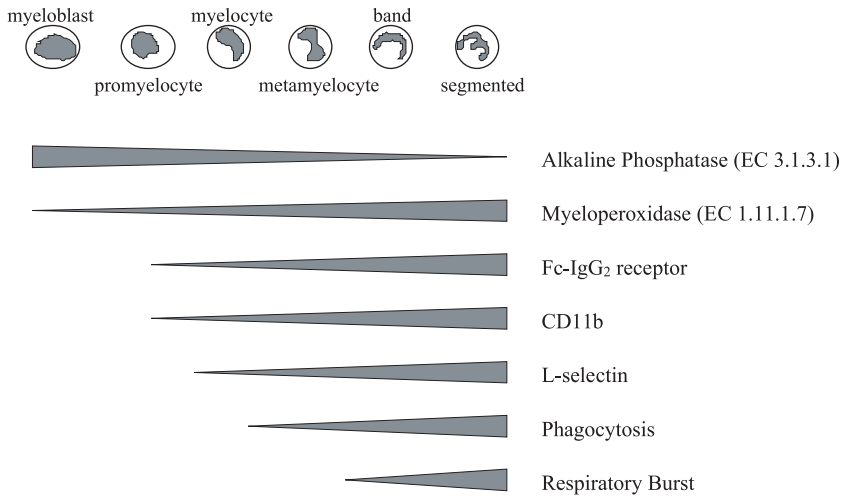 myeloblast
myelocyte
band
promyelocyte
metamyelocyte
segmented
Alkaline Phosphatase (EC 3.1.3.1)
Myeloperoxidase (EC 1.11.1.7)
Fc-IgG₂ receptor
CD11b
L-selectin
Phagocytosis
Respiratory Burst